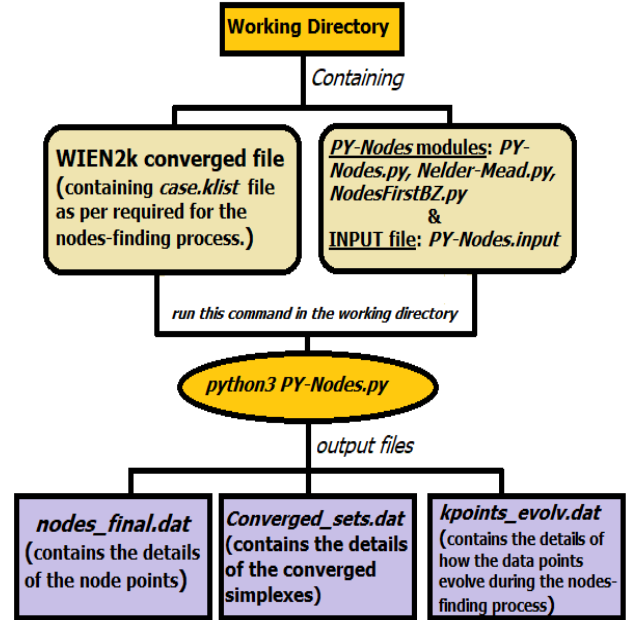 Working Directory
Containing
WIEN2k converged file
(containing case.klist file
as per required for the
nodes-finding process.)
PY-Nodes modules: PY-
Nodes.py, Nelder-Mead.py,
NodesFirstBZ.py
&
INPUT file: PY-Nodes.input
run this command in the working directory
python3 PY-Nodes.py
output files
nodes_final.dat
(contains the details
of the node points)
Converged_sets.dat
(contains the details
of the converged
simplexes)
kpoints_evolv.dat
(contains the details of
how the data points
evolve during the nodes-
finding process)